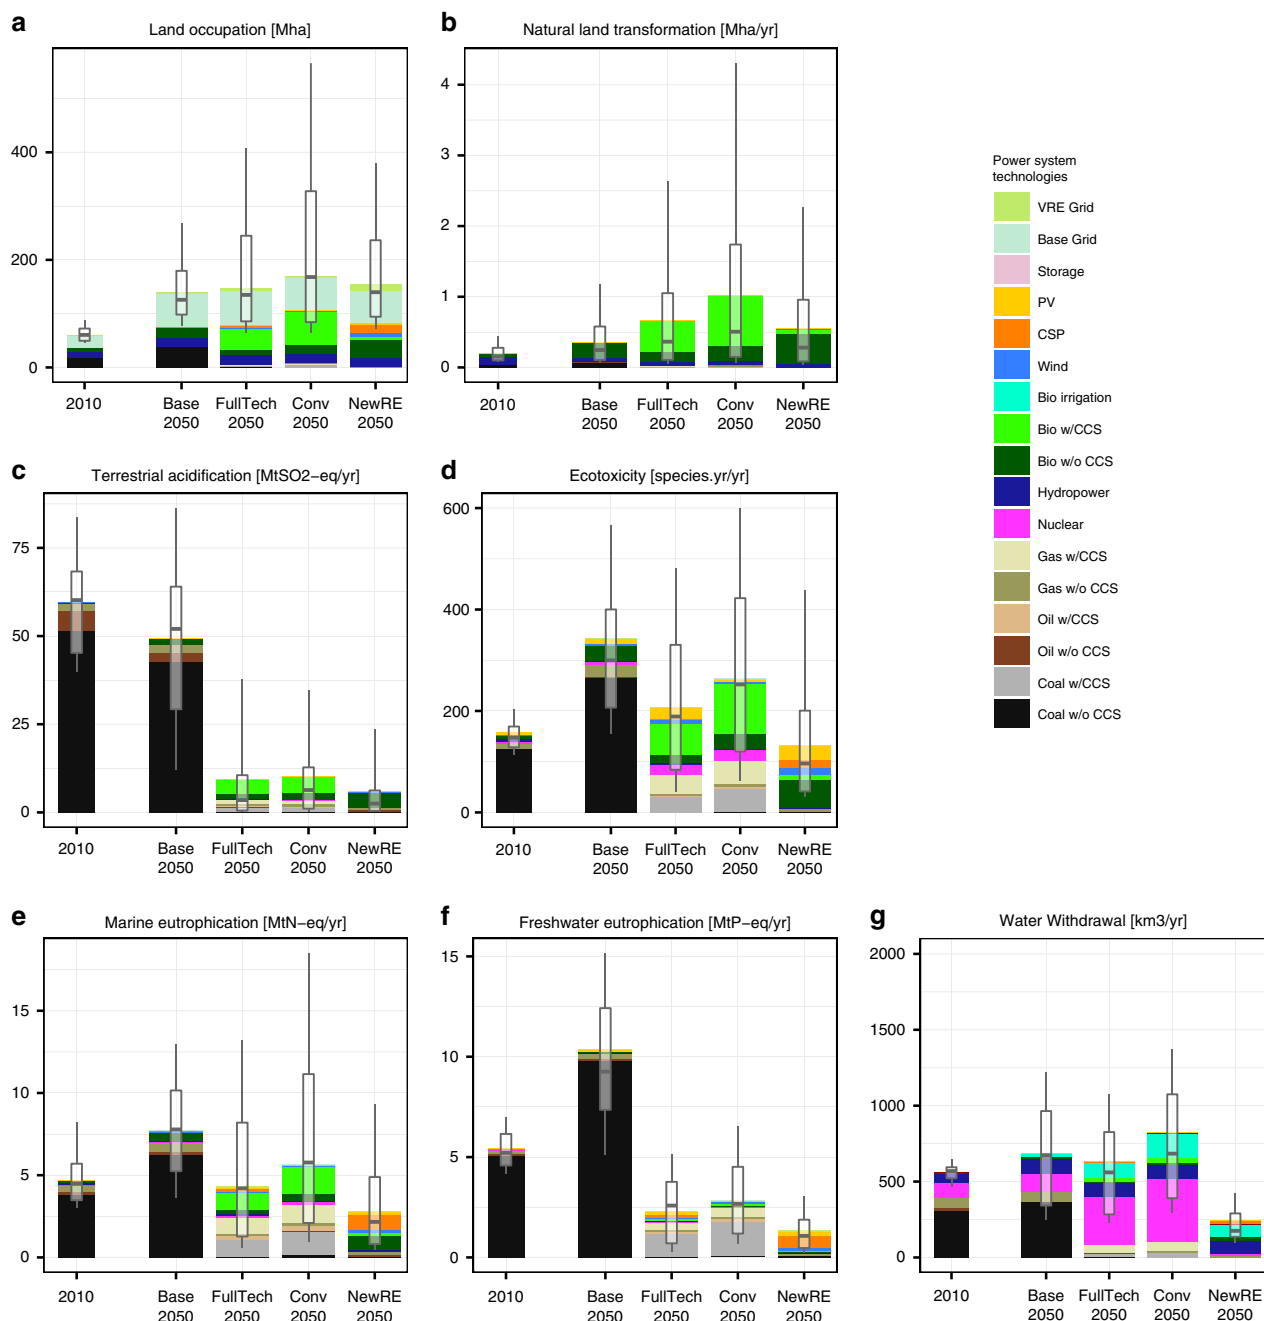 a
Land occupation [Mha]
400
200
0
2010
Base
2050
FullTech
2050
Conv
2050
NewRE
2050
b
Natural land transformation [Mha/yr]
4
3
2
1
0
2010
Base
2050
FullTech
2050
Conv
2050
NewRE
2050
Power system
technologies
VRE Grid
Base Grid
Storage
PV
CSP
Wind
Bio irrigation
Bio w/CCS
Bio w/o CCS
Hydropower
Nuclear
Gas w/CCS
Gas w/o CCS
Oil w/CCS
Oil w/o CCS
Coal w/CCS
Coal w/o CCS
c
Terrestrial acidification [MtSO2−eq/yr]
75
50
25
0
2010
Base
2050
FullTech
2050
Conv
2050
NewRE
2050
d
Ecotoxicity [species.yr/yr]
600
400
200
0
2010
Base
2050
FullTech
2050
Conv
2050
NewRE
2050
e
Marine eutrophication [MtN−eq/yr]
15
10
5
0
2010
Base
2050
FullTech
2050
Conv
2050
NewRE
2050
f
Freshwater eutrophication [MtP−eq/yr]
15
10
5
0
2010
Base
2050
FullTech
2050
Conv
2050
NewRE
2050
g
Water Withdrawal [km3/yr]
2000
1500
1000
500
0
2010
Base
2050
FullTech
2050
Conv
2050
NewRE
2050